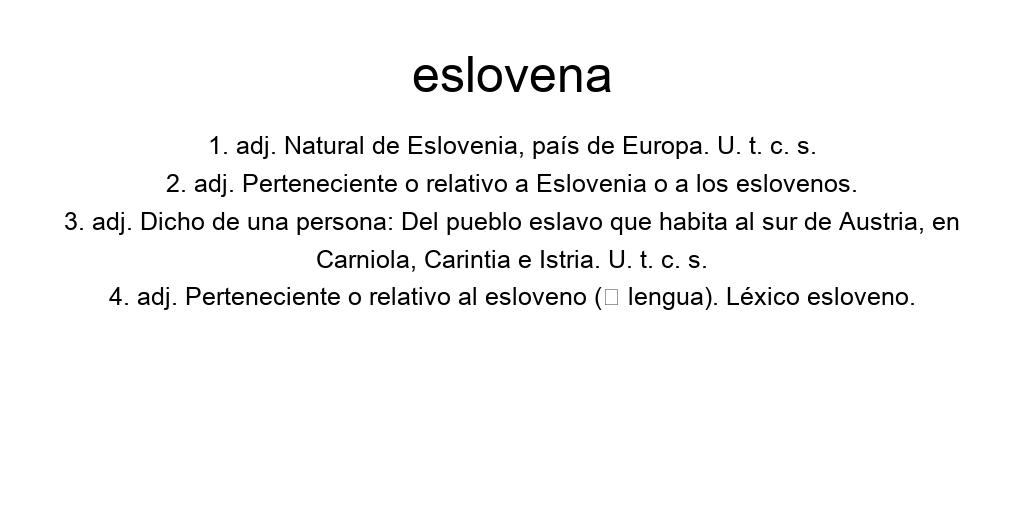 eslovena
1. adj. Natural de Eslovenia, país de Europa. U. t. c. s.
2. adj. Perteneciente o relativo a Eslovenia o a los eslovenos.
3. adj. Dicho de una persona: Del pueblo eslavo que habita al sur de Austria, en
Carniola, Carintia e Istria. U. t. c. s.
4. adj. Perteneciente o relativo al esloveno (▯ lengua). Léxico esloveno.